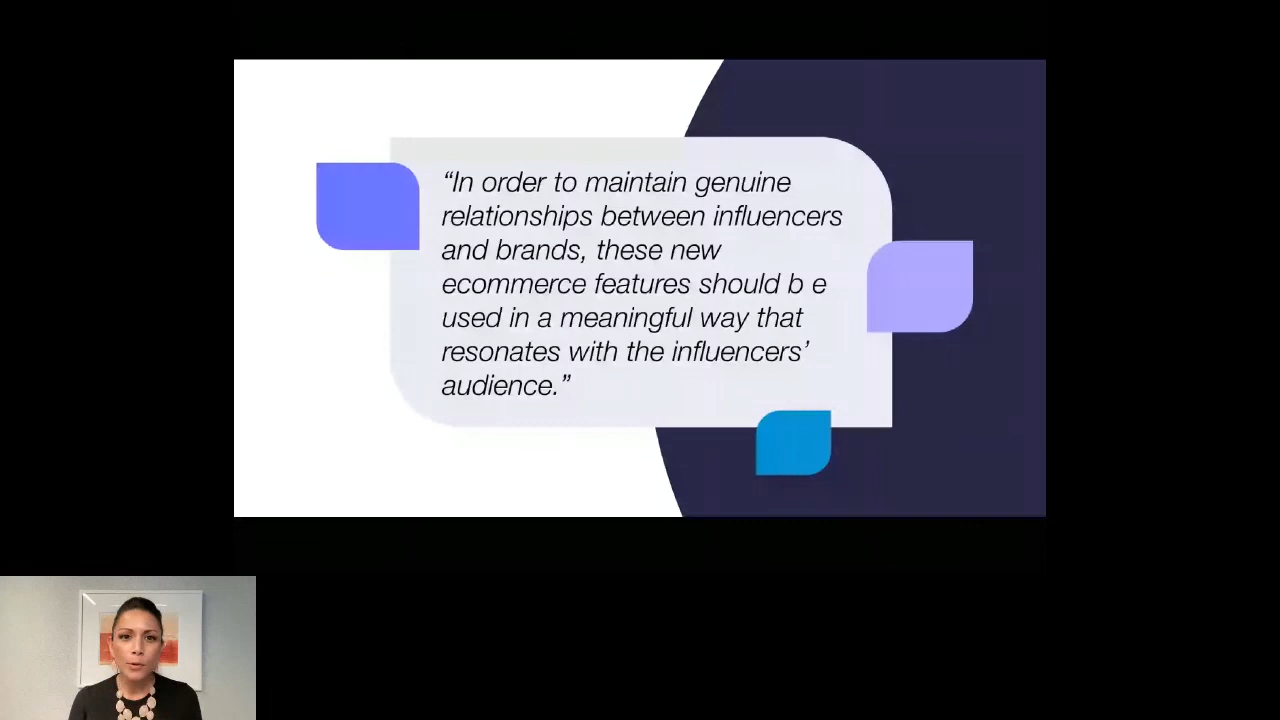 “In order to maintain genuine
relationships between influencers
and brands, these new
ecommerce features should b e
used in a meaningful way that
resonates with the influencers’
audience.”